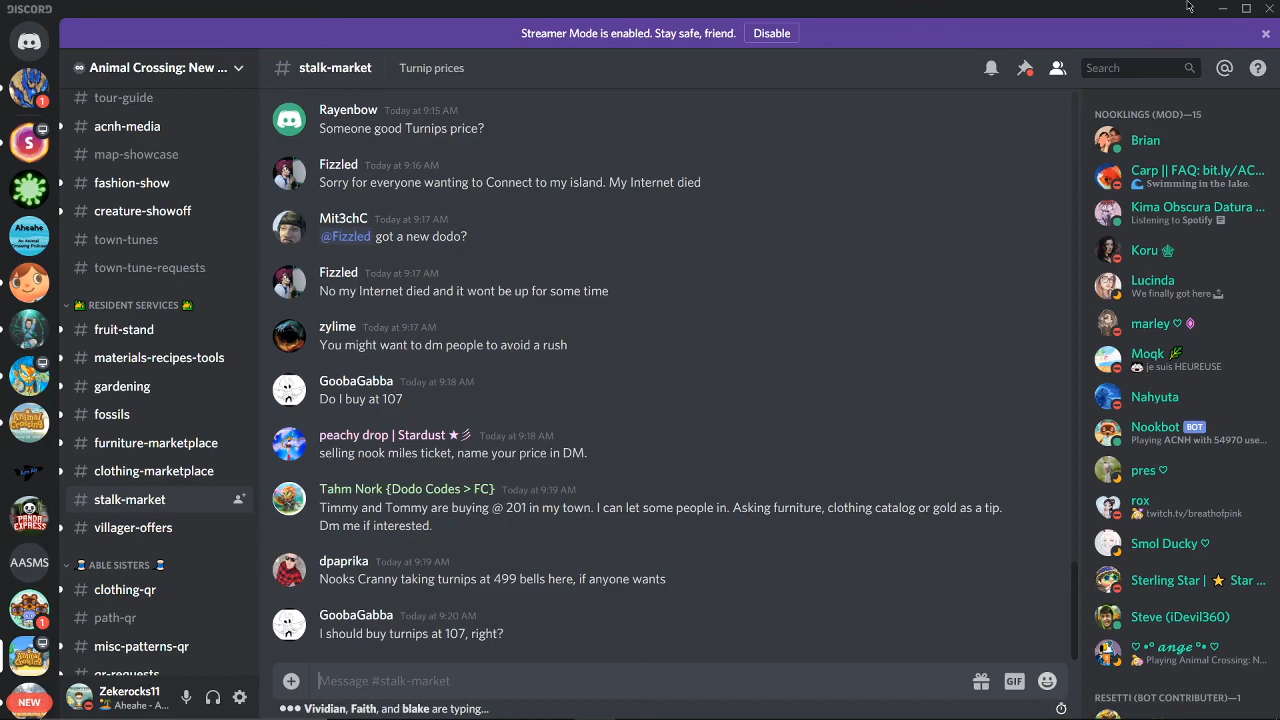 DISCORD
Streamer Mode is enabled. Stay safe, friend.
Disable
Animal Crossing: New ...
# stalk-market
Turnip prices
Search
# tour-guide
# acnh-media
# map-showcase
# fashion-show
# creature-showoff
# town-tunes
# town-tune-requests
RESIDENT SERVICES
# fruit-stand
# materials-recipes-tools
# gardening
# fossils
# furniture-marketplace
# clothing-marketplace
# stalk-market
# villager-offers
ABLE SISTERS
# clothing-qr
# path-qr
# misc-patterns-qr
# qr-requests
Zekerocks11
Aheahe - A...
1
Aheahe
PANDA EXPRESS
AASMS
1
NEW
Rayenbow Today at 9:15 AM
Someone good Turnips price?
Fizzled Today at 9:16 AM
Sorry for everyone wanting to Connect to my island. My Internet died
Mit3chC Today at 9:17 AM
@Fizzled got a new dodo?
Fizzled Today at 9:17 AM
No my Internet died and it wont be up for some time
zylime Today at 9:17 AM
You might want to dm people to avoid a rush
GoobaGabba Today at 9:18 AM
Do I buy at 107
peachy drop | Stardust ★彡 Today at 9:18 AM
selling nook miles ticket, name your price in DM.
Tahm Nork {Dodo Codes > FC} Today at 9:19 AM
Timmy and Tommy are buying @ 201 in my town. I can let some people in. Asking furniture, clothing catalog or gold as a tip.
Dm me if interested.
dpaprika Today at 9:19 AM
Nooks Cranny taking turnips at 499 bells here, if anyone wants
GoobaGabba Today at 9:20 AM
I should buy turnips at 107, right?
Message #stalk-market
GIF
Vividian, Faith, and blake are typing...
NOOKLINGS (MOD)—15
Brian
Carp || FAQ: bit.ly/AC...
Swimming in the lake.
Kima Obscura Datura ...
Listening to Spotify
Koru
Lucinda
We finally got here
marley ♡
Moqk
je suis HEUREUSE
Nahyuta
Nookbot BOT
Playing ACNH with 54970 use...
pres ♡
rox
twitch.tv/breathofpink
Smol Ducky ♡
Sterling Star | ⭐ Star ...
Steve (iDevil360)
♡ •° ange °• ♡
Playing Animal Crossing: N...
RESETTI (BOT CONTRIBUTOR)—1